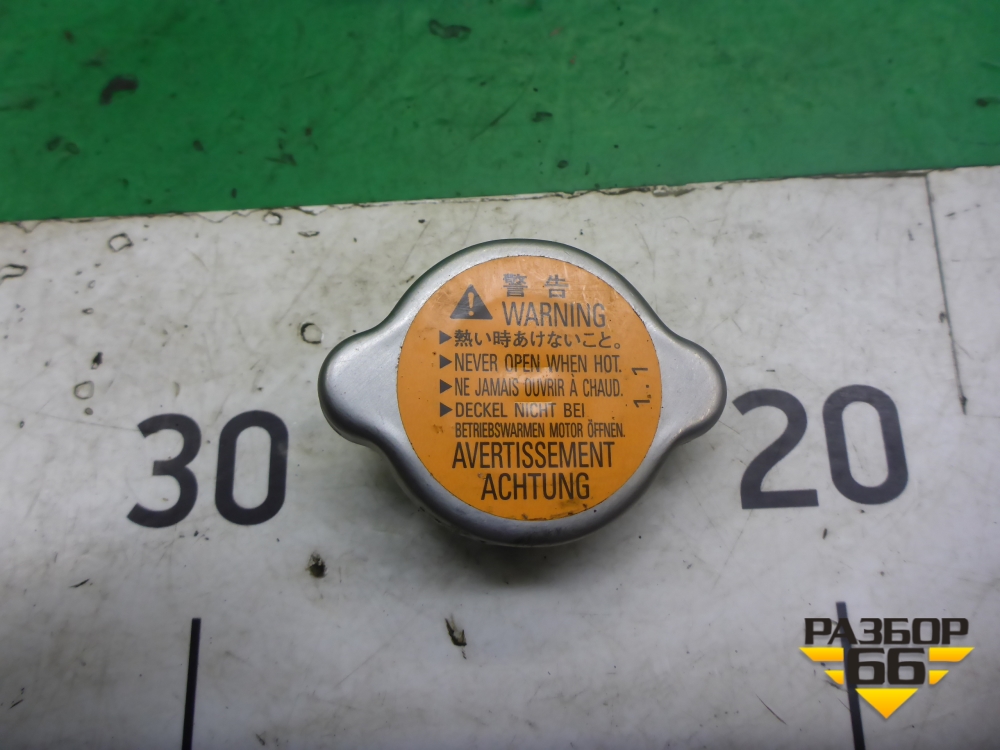 警告
WARNING
▶熱い時あけないこと。
▶NEVER OPEN WHEN HOT.
▶NE JAMAIS OUVRIR À CHAUD.
▶DECKEL NICHT BEI
BETRIEBSWARMEN MOTOR ÖFFNEN.
AVERTISSEMENT
ACHTUNG
1.1
30
20
РАЗБОР
66